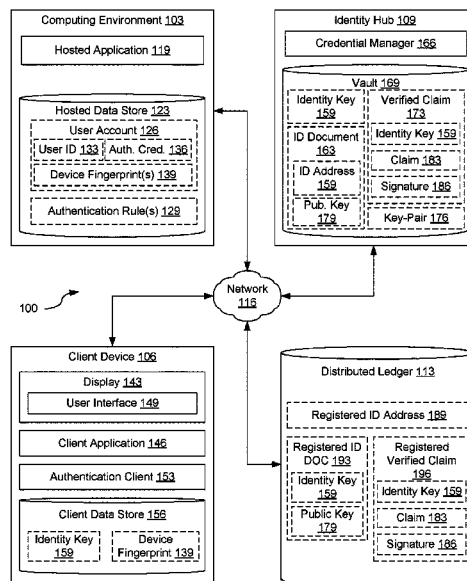 Computing Environment 103
Hosted Application 119
Hosted Data Store 123
User Account 126
User ID 133
Auth. Cred. 136
Device Fingerprint(s) 139
Authentication Rule(s) 129
Identity Hub 109
Credential Manager 166
Vault 169
Identity Key 159
ID Document 163
ID Address 159
Pub. Key 179
Verified Claim 173
Identity Key 159
Claim 183
Signature 186
Key-Pair 176
Network 116
100
Client Device 106
Display 143
User Interface 149
Client Application 146
Authentication Client 153
Client Data Store 156
Identity Key 159
Device Fingerprint 139
Distributed Ledger 113
Registered ID Address 189
Registered ID DOC 193
Identity Key 159
Public Key 179
Registered Verified Claim 196
Identity Key 159
Claim 183
Signature 186